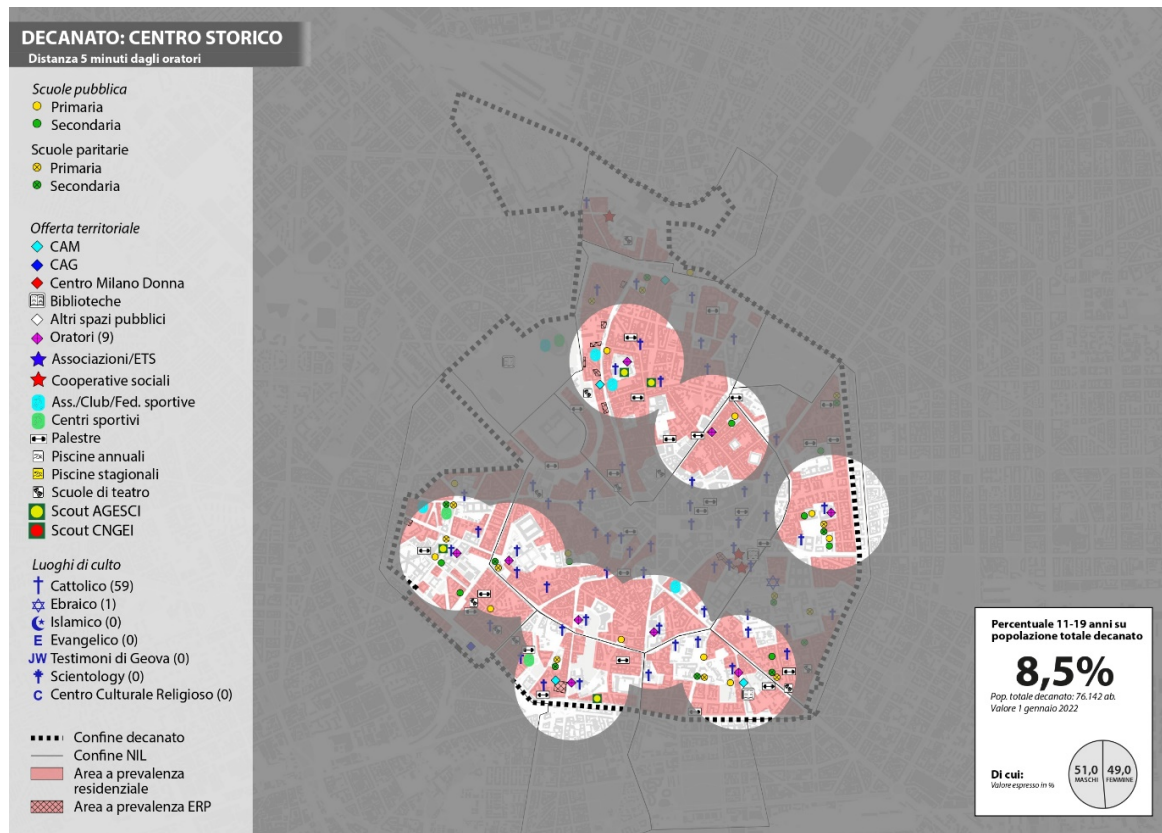 DECANATO: CENTRO STORICO
Distanza 5 minuti dagli oratori
Scuole pubblica
Primaria
Secondaria
Scuole paritarie
Primaria
Secondaria
Offerta territoriale
CAM
CAG
Centro Milano Donna
Biblioteche
Altri spazi pubblici
Oratori (9)
Associazioni/ETS
Cooperative sociali
Ass./Club/Fed. sportive
Centri sportivi
Palestre
Piscine annuali
Piscine stagionali
Scuole di teatro
Scout AGESCI
Scout CNGEI
Luoghi di culto
Cattolico (59)
Ebraico (1)
Islamico (0)
E Evangelico (0)
JW Testimoni di Geova (0)
Scientology (0)
C Centro Culturale Religioso (0)
Confine decanato
Confine NIL
Area a prevalenza
residenziale
Area a prevalenza ERP
Percentuale 11-19 anni su
popolazione totale decanato
8,5%
Pop. totale decanato: 76.142 ab.
Valore 1 gennaio 2022
Di cui:
Valore espresso in %
51,0 49,0
MASCHI FEMMINE